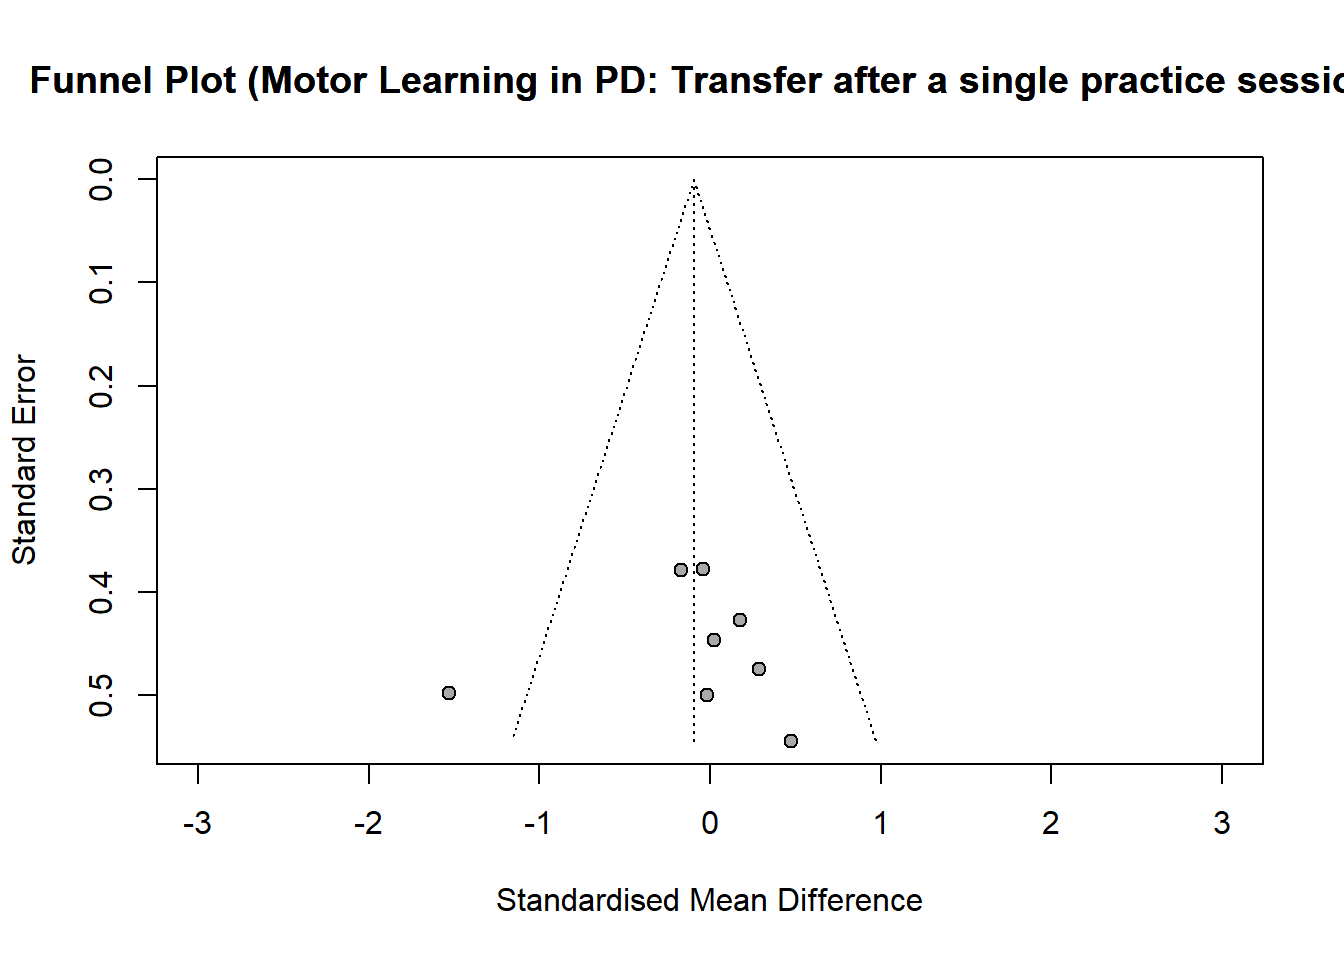 Funnel Plot (Motor Learning in PD: Transfer after a single practice sessio
0.0
0.1
0.2
0.3
0.4
0.5
Standard Error
-3 -2 -1 0 1 2 3
Standardised Mean Difference